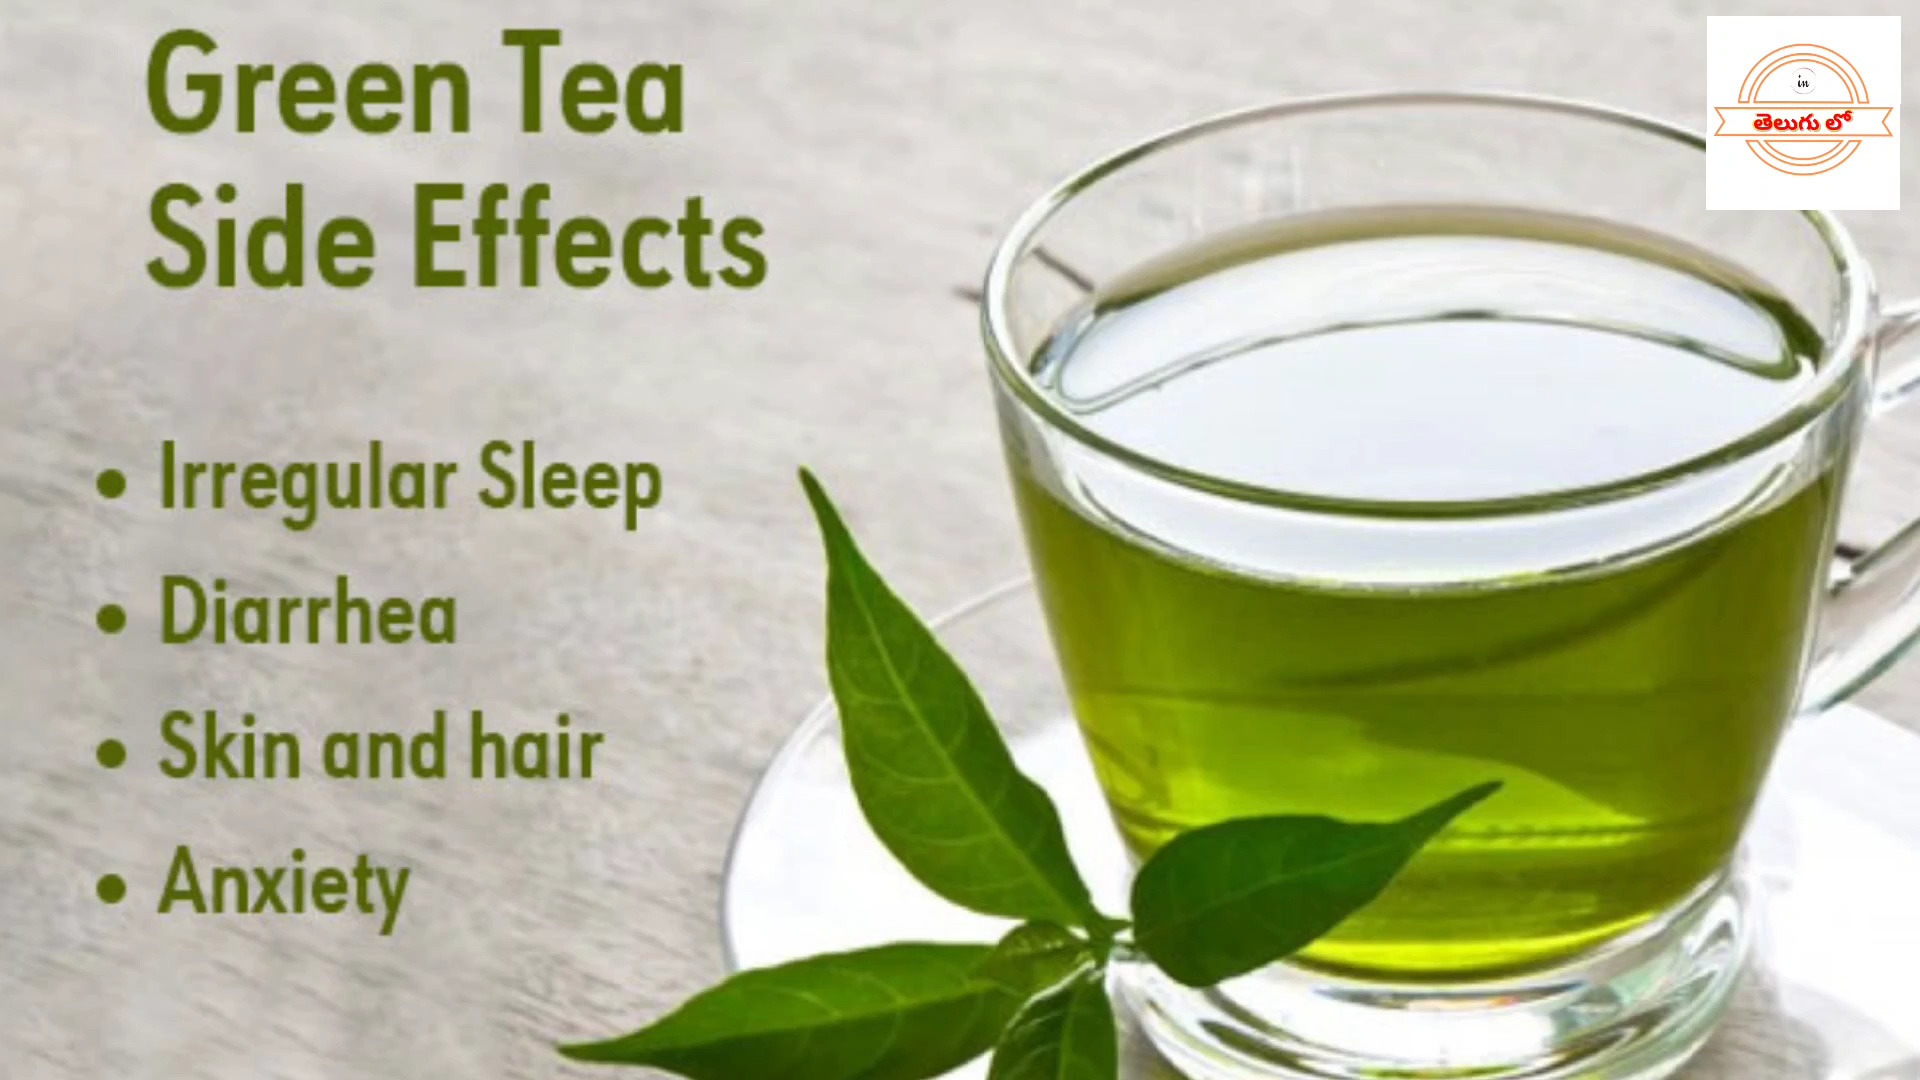 Green Tea
Side Effects
• Irregular Sleep
• Diarrhea
• Skin and hair
• Anxiety
in
తెలుగు లో